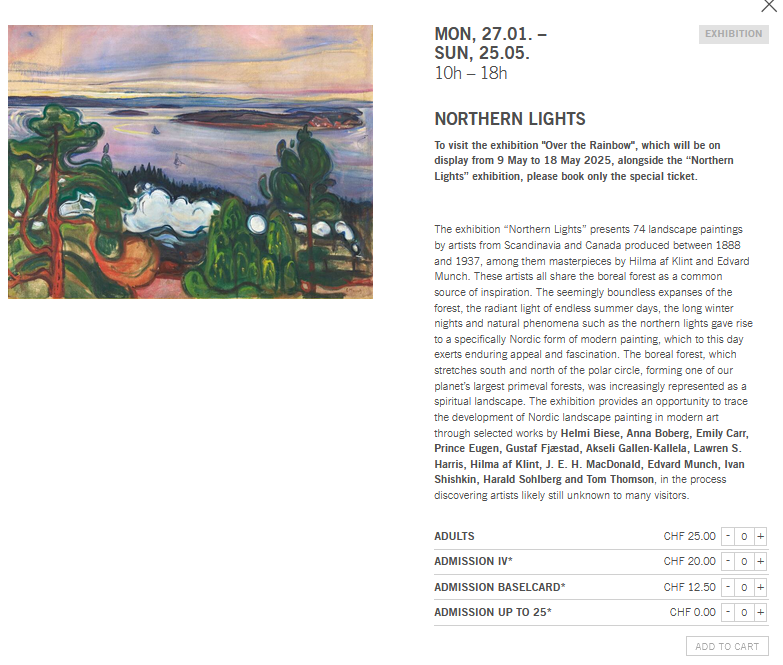 MON, 27.01. –
SUN, 25.05.
10h – 18h
EXHIBITION
NORTHERN LIGHTS
To visit the exhibition "Over the Rainbow", which will be on
display from 9 May to 18 May 2025, alongside the “Northern
Lights” exhibition, please book only the special ticket.
The exhibition “Northern Lights” presents 74 landscape paintings
by artists from Scandinavia and Canada produced between 1888
and 1937, among them masterpieces by Hilma af Klint and Edvard
Munch. These artists all share the boreal forest as a common
source of inspiration. The seemingly boundless expanses of the
forest, the radiant light of endless summer days, the long winter
nights and natural phenomena such as the northern lights gave rise
to a specifically Nordic form of modern painting, which to this day
exerts enduring appeal and fascination. The boreal forest, which
stretches south and north of the polar circle, forming one of our
planet’s largest primeval forests, was increasingly represented as a
spiritual landscape. The exhibition provides an opportunity to trace
the development of Nordic landscape painting in modern art
through selected works by Helmi Biese, Anna Boberg, Emily Carr,
Prince Eugen, Gustaf Fjæstad, Akseli Gallen-Kallela, Lawren S.
Harris, Hilma af Klint, J. E. H. MacDonald, Edvard Munch, Ivan
Shishkin, Harald Sohlberg and Tom Thomson, in the process
discovering artists likely still unknown to many visitors.
ADULTS CHF 25.00 - 0 +
ADMISSION IV* CHF 20.00 - 0 +
ADMISSION BASELCARD* CHF 12.50 - 0 +
ADMISSION UP TO 25* CHF 0.00 - 0 +
ADD TO CART